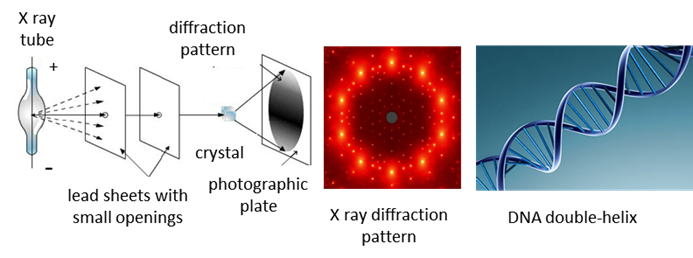 X ray
tube
+
-
lead sheets with
small openings
diffraction
pattern
crystal
photographic
plate
X ray diffraction
pattern
DNA double-helix